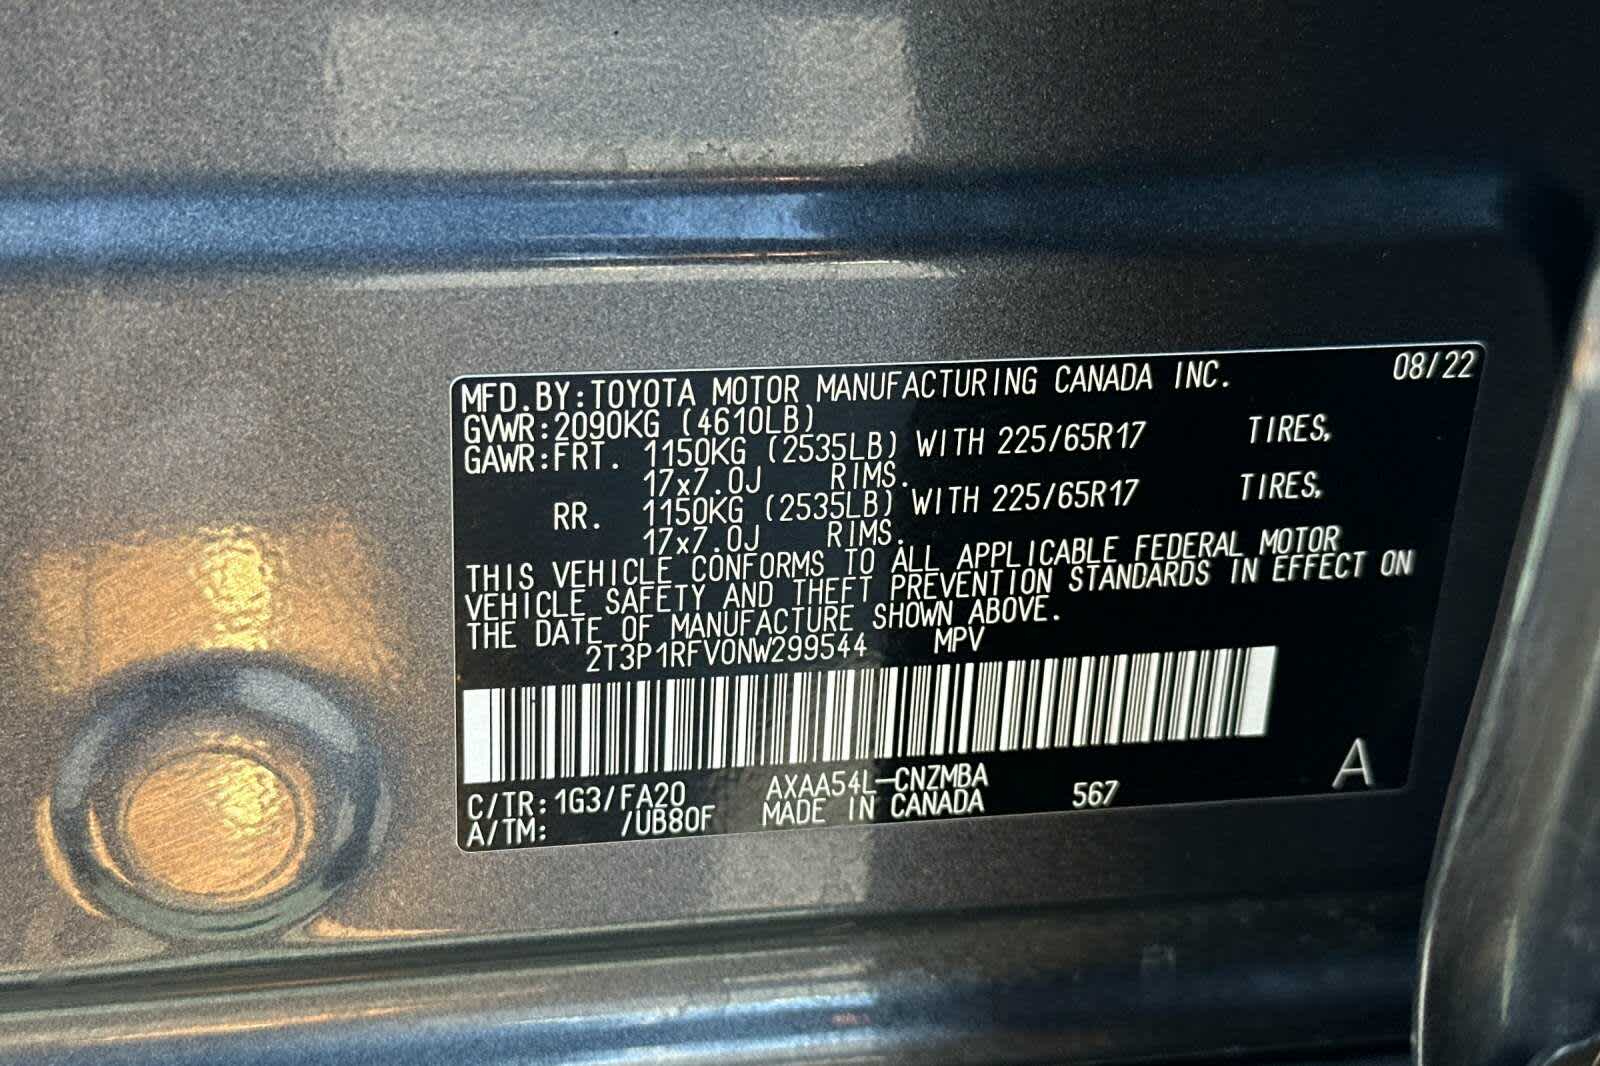 MFD.BY:TOYOTA MOTOR MANUFACTURING CANADA INC. 08/22
GVWR:2090KG (4610LB)
GAWR:FRT. 1150KG (2535LB) WITH 225/65R17 TIRES,
17x7.0J RIMS.
RR. 1150KG (2535LB) WITH 225/65R17 TIRES,
17x7.0J RIMS.
THIS VEHICLE CONFORMS TO ALL APPLICABLE FEDERAL MOTOR
VEHICLE SAFETY AND THEFT PREVENTION STANDARDS IN EFFECT ON
THE DATE OF MANUFACTURE SHOWN ABOVE.
2T3P1RFV0NW299544 MPV
C/TR:1G3/FA20 AXAA54L-CNZMBA 567 A
A/TM: /UB80F MADE IN CANADA